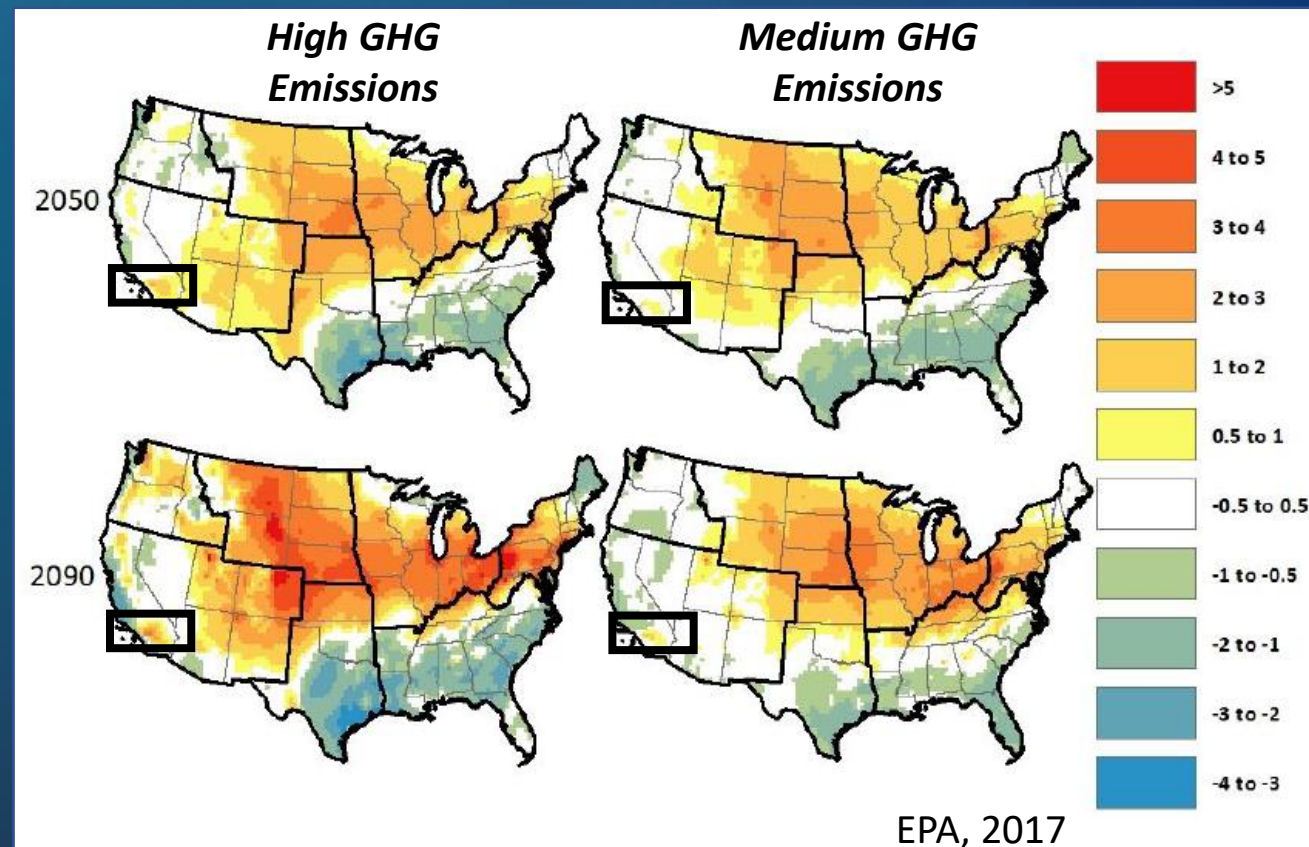 High GHG
Emissions
Medium GHG
Emissions
2050
2090
>5
4 to 5
3 to 4
2 to 3
1 to 2
0.5 to 1
-0.5 to 0.5
-1 to -0.5
-2 to -1
-3 to -2
-4 to -3
EPA, 2017